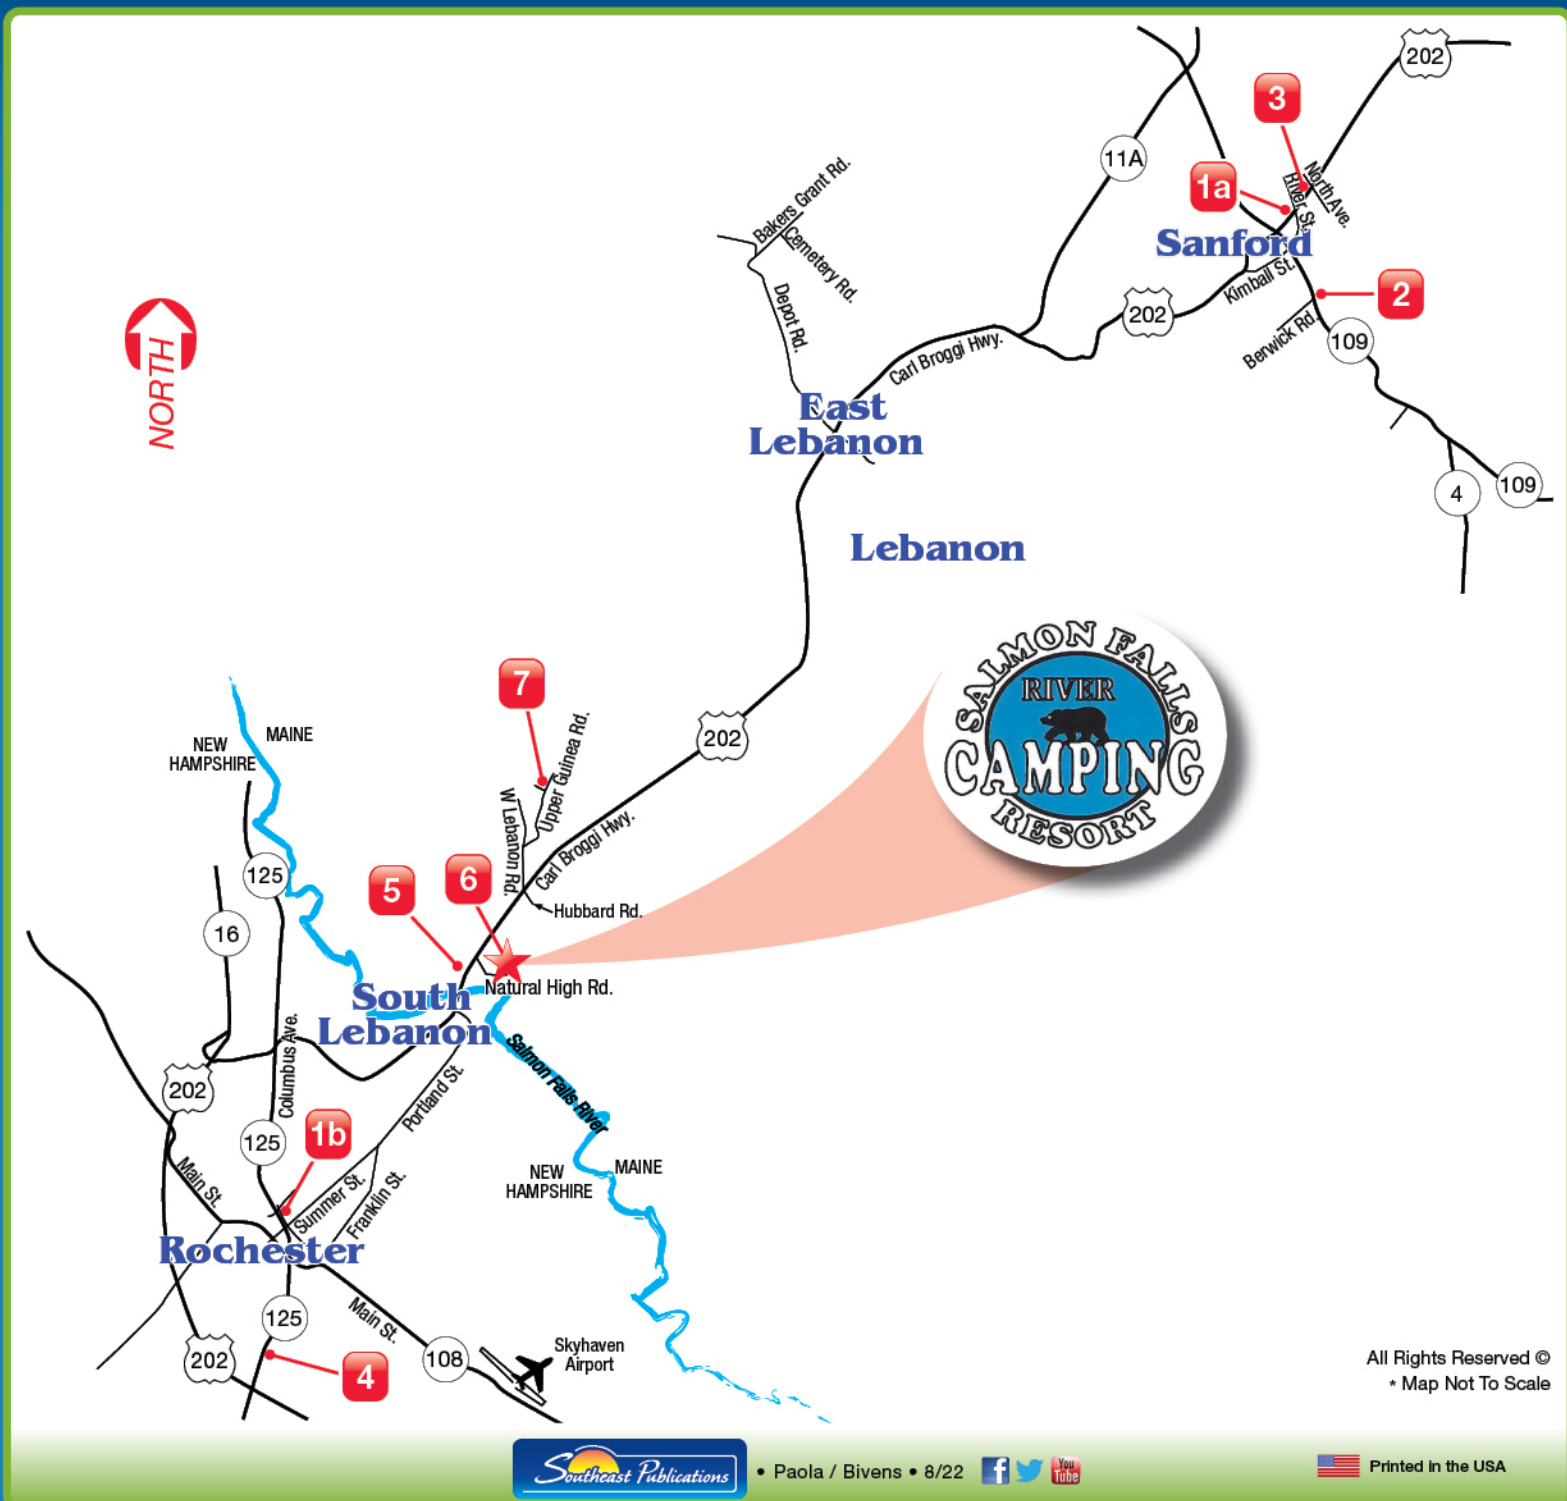 202
3
11A
1a
North Ave.
River St.
Sanford
Bakers Grant Rd.
Cemetery Rd.
Depot Rd.
Kimball St.
2
202
Berwick Rd.
109
NORTH
Carl Broggi Hwy.
East
Lebanon
4
109
Lebanon
SALMON FALLS
RIVER
CAMPING
RESORT
7
202
NEW
HAMPSHIRE
MAINE
Upper Guinea Rd.
W Lebanon Rd.
Carl Broggi Hwy.
5
6
125
Hubbard Rd.
16
Natural High Rd.
South
Lebanon
Columbus Ave.
Salmon Falls River
202
Portland St.
125
1b
Main St.
Summer St.
Franklin St.
NEW
HAMPSHIRE
MAINE
Rochester
125
Main St.
202
4
108
Skyhaven
Airport
All Rights Reserved ©
* Map Not To Scale
Southeast Publications
• Paola / Bivens • 8/22
f
You
Tube
Printed in the USA